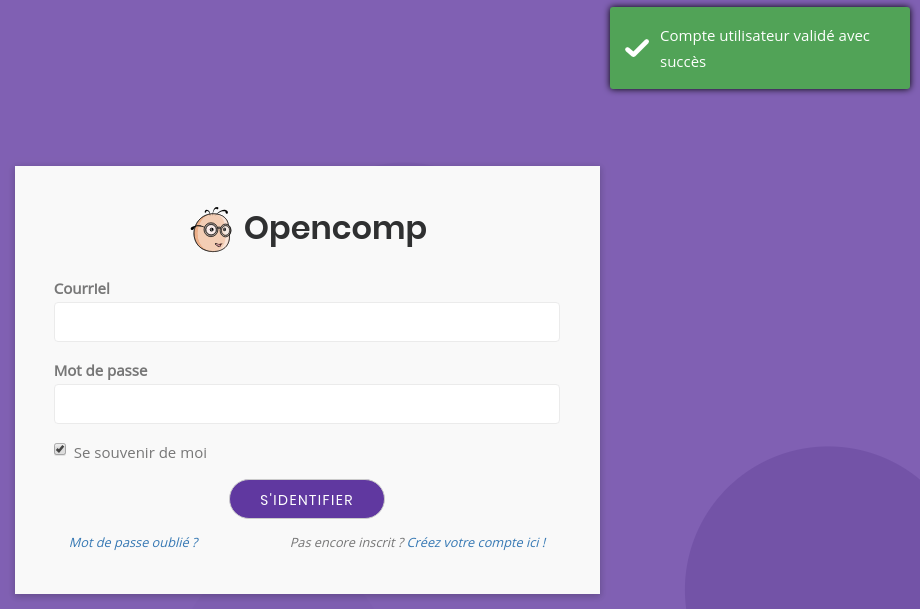 Compte utilisateur validé avec
succès
Opencomp
Courriel
Mot de passe
Se souvenir de moi
S'IDENTIFIER
Mot de passe oublié ?
Pas encore inscrit ? Créez votre compte ici !